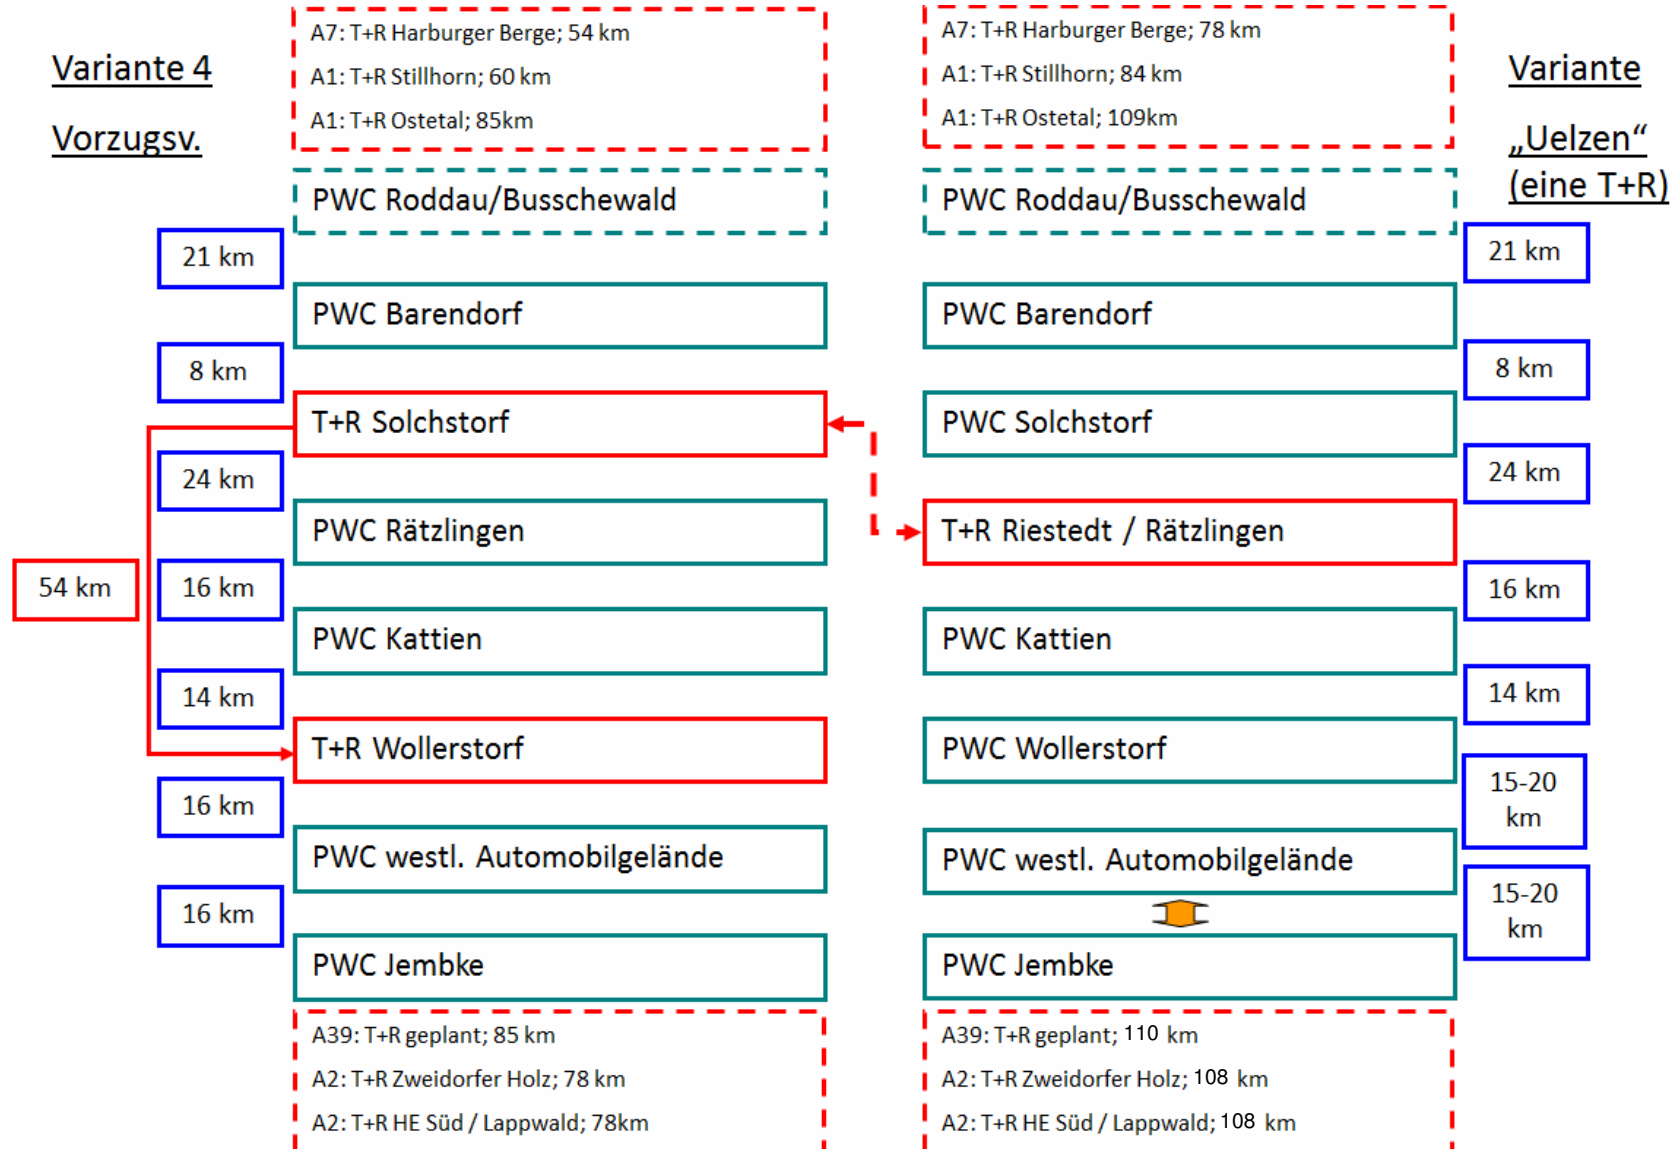 Variante 4
Vorzugsv.
A7: T+R Harburger Berge; 54 km
A1: T+R Stillhorn; 60 km
A1: T+R Ostetal; 85km
PWC Roddau/Busschewald
21 km
PWC Barendorf
8 km
T+R Solchstorf
24 km
PWC Rätzlingen
54 km
16 km
PWC Kattien
14 km
T+R Wollerstorf
16 km
PWC westl. Automobilgelände
16 km
PWC Jembke
A39: T+R geplant; 85 km
A2: T+R Zweidorfer Holz; 78 km
A2: T+R HE Süd / Lappwald; 78km
Variante
„Uelzen“
(eine T+R)
A7: T+R Harburger Berge; 78 km
A1: T+R Stillhorn; 84 km
A1: T+R Ostetal; 109km
PWC Roddau/Busschewald
21 km
PWC Barendorf
8 km
PWC Solchstorf
24 km
T+R Riestedt / Rätzlingen
16 km
PWC Kattien
14 km
PWC Wollerstorf
15-20
km
PWC westl. Automobilgelände
15-20
km
PWC Jembke
A39: T+R geplant; 110 km
A2: T+R Zweidorfer Holz; 108 km
A2: T+R HE Süd / Lappwald; 108 km